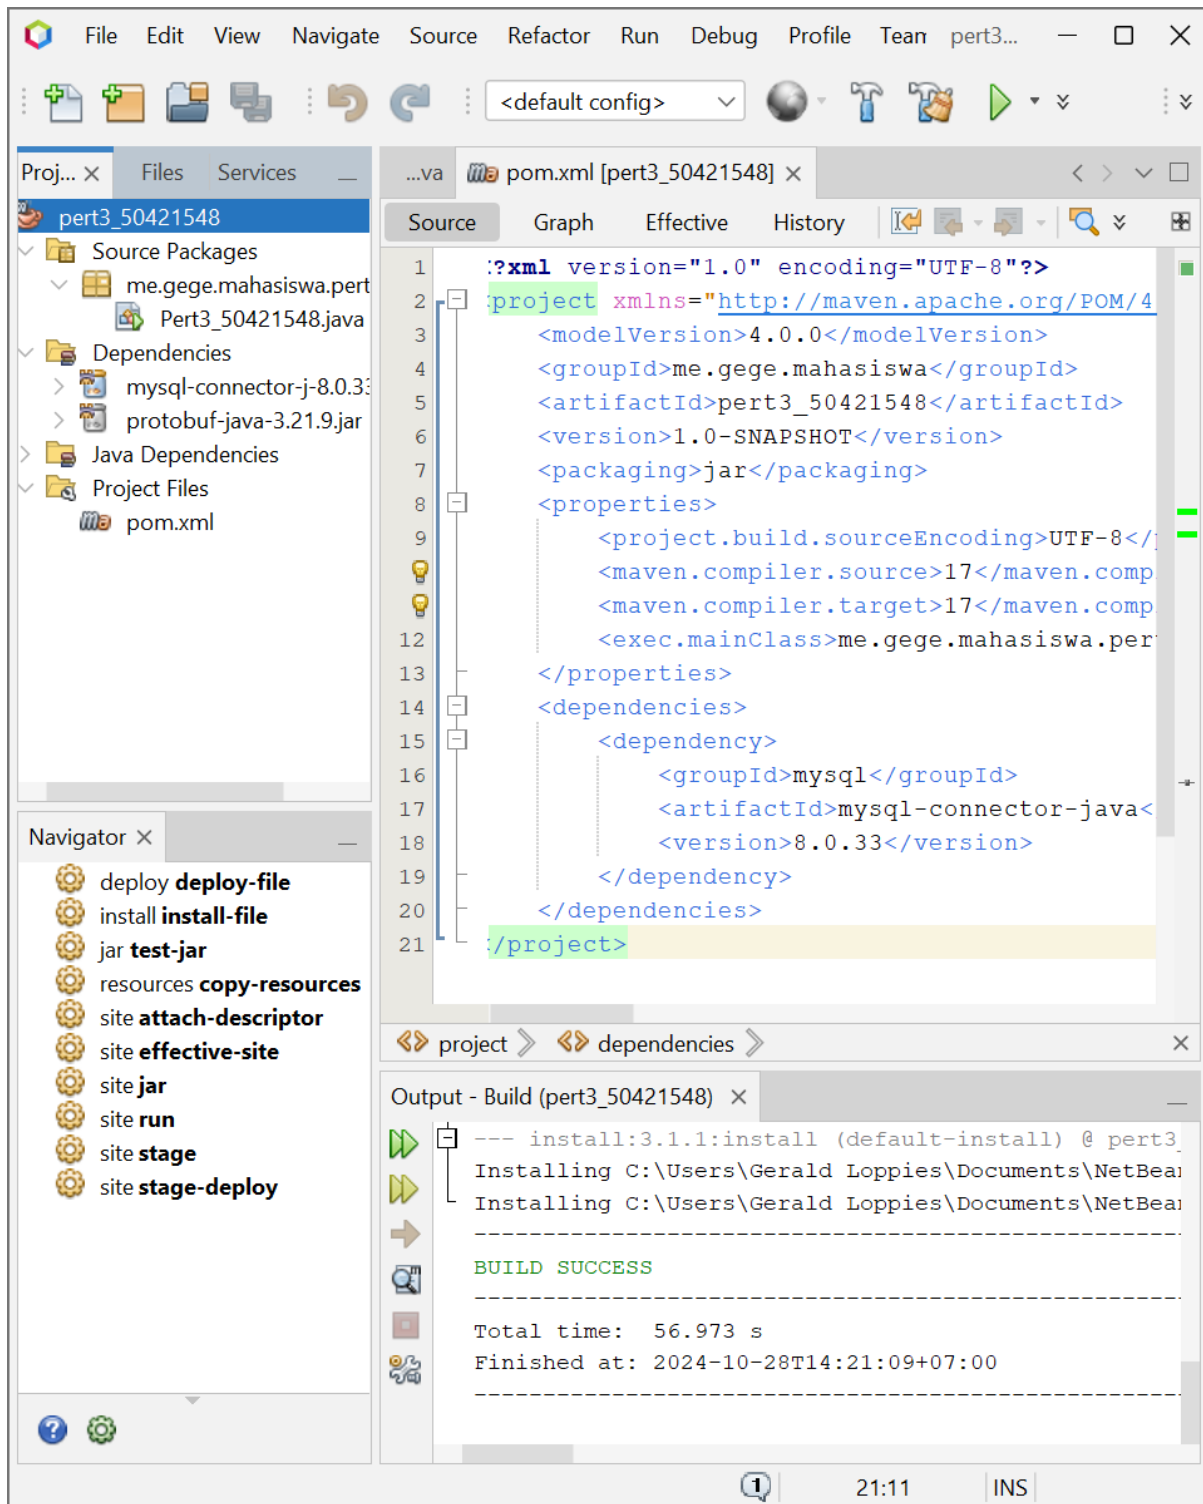 File Edit View Navigate Source Refactor Run Debug Profile Team pert3...
<default config>
Proj... Files Services
pert3_50421548
Source Packages
me.gege.mahasiswa.pert
Pert3_50421548.java
Dependencies
mysql-connector-j-8.0.33
protobuf-java-3.21.9.jar
Java Dependencies
Project Files
pom.xml
Navigator
deploy deploy-file
install install-file
jar test-jar
resources copy-resources
site attach-descriptor
site effective-site
site jar
site run
site stage
site stage-deploy
...va pom.xml [pert3_50421548]
Source Graph Effective History
1 ?xml version="1.0" encoding="UTF-8"?>
2 project xmlns="http://maven.apache.org/POM/4.
3 <modelVersion>4.0.0</modelVersion>
4 <groupId>me.gege.mahasiswa</groupId>
5 <artifactId>pert3_50421548</artifactId>
6 <version>1.0-SNAPSHOT</version>
7 <packaging>jar</packaging>
8 <properties>
9 <project.build.sourceEncoding>UTF-8</
<maven.compiler.source>17</maven.comp
<maven.compiler.target>17</maven.comp
12 <exec.mainClass>me.gege.mahasiswa.per
13 </properties>
14 <dependencies>
15 <dependency>
16 <groupId>mysql</groupId>
17 <artifactId>mysql-connector-java<
18 <version>8.0.33</version>
19 </dependency>
20 </dependencies>
21 /project>
project dependencies
Output - Build (pert3_50421548)
--- install:3.1.1:install (default-install) @ pert3_
Installing C:\Users\Gerald Loppies\Documents\NetBea
Installing C:\Users\Gerald Loppies\Documents\NetBea
------------------------------------------------
BUILD SUCCESS
------------------------------------------------
Total time:  56.973 s
Finished at: 2024-10-28T14:21:09+07:00
------------------------------------------------
1 21:11 INS